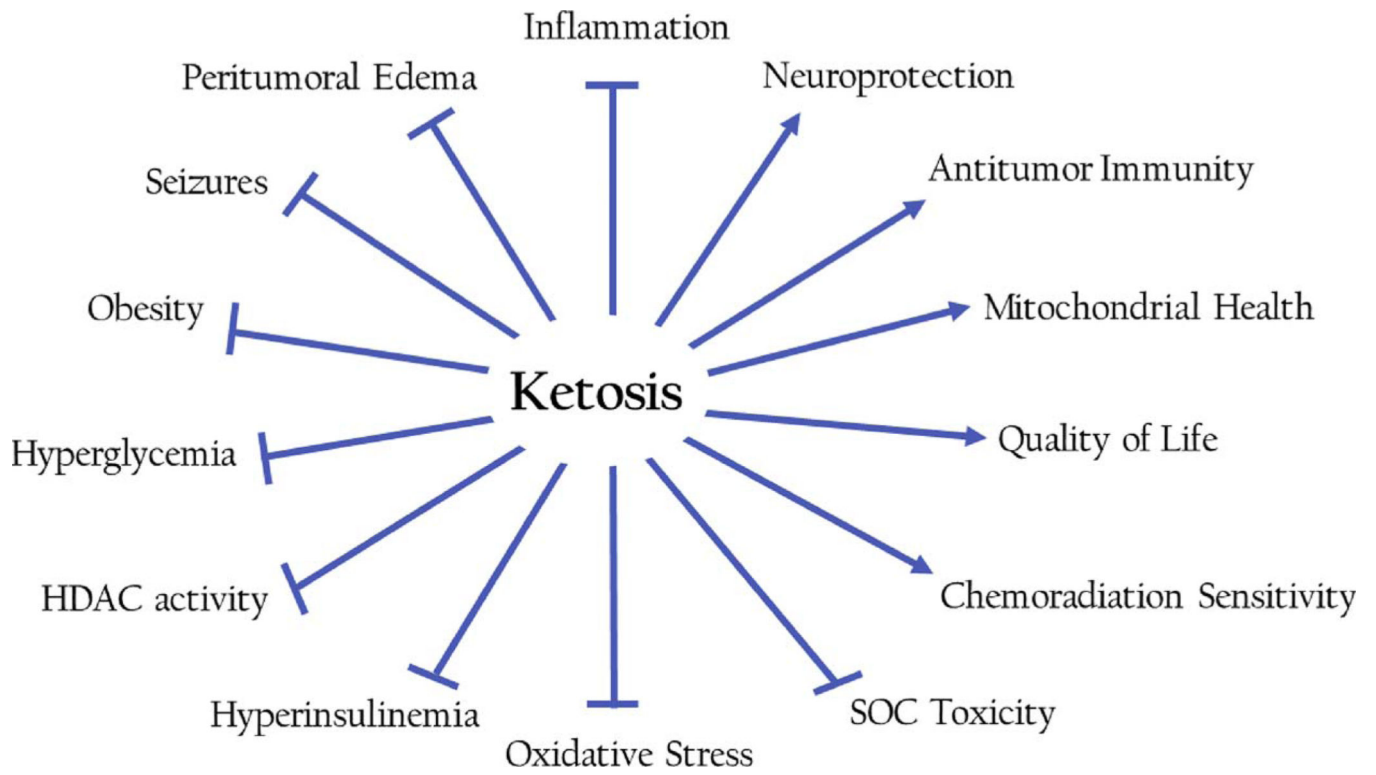 Inflammation
Peritumoral Edema
Neuroprotection
Seizures
Antitumor Immunity
Obesity
Mitochondrial Health
Ketosis
Hyperglycemia
Quality of Life
HDAC activity
Chemoradiation Sensitivity
Hyperinsulinemia
SOC Toxicity
Oxidative Stress